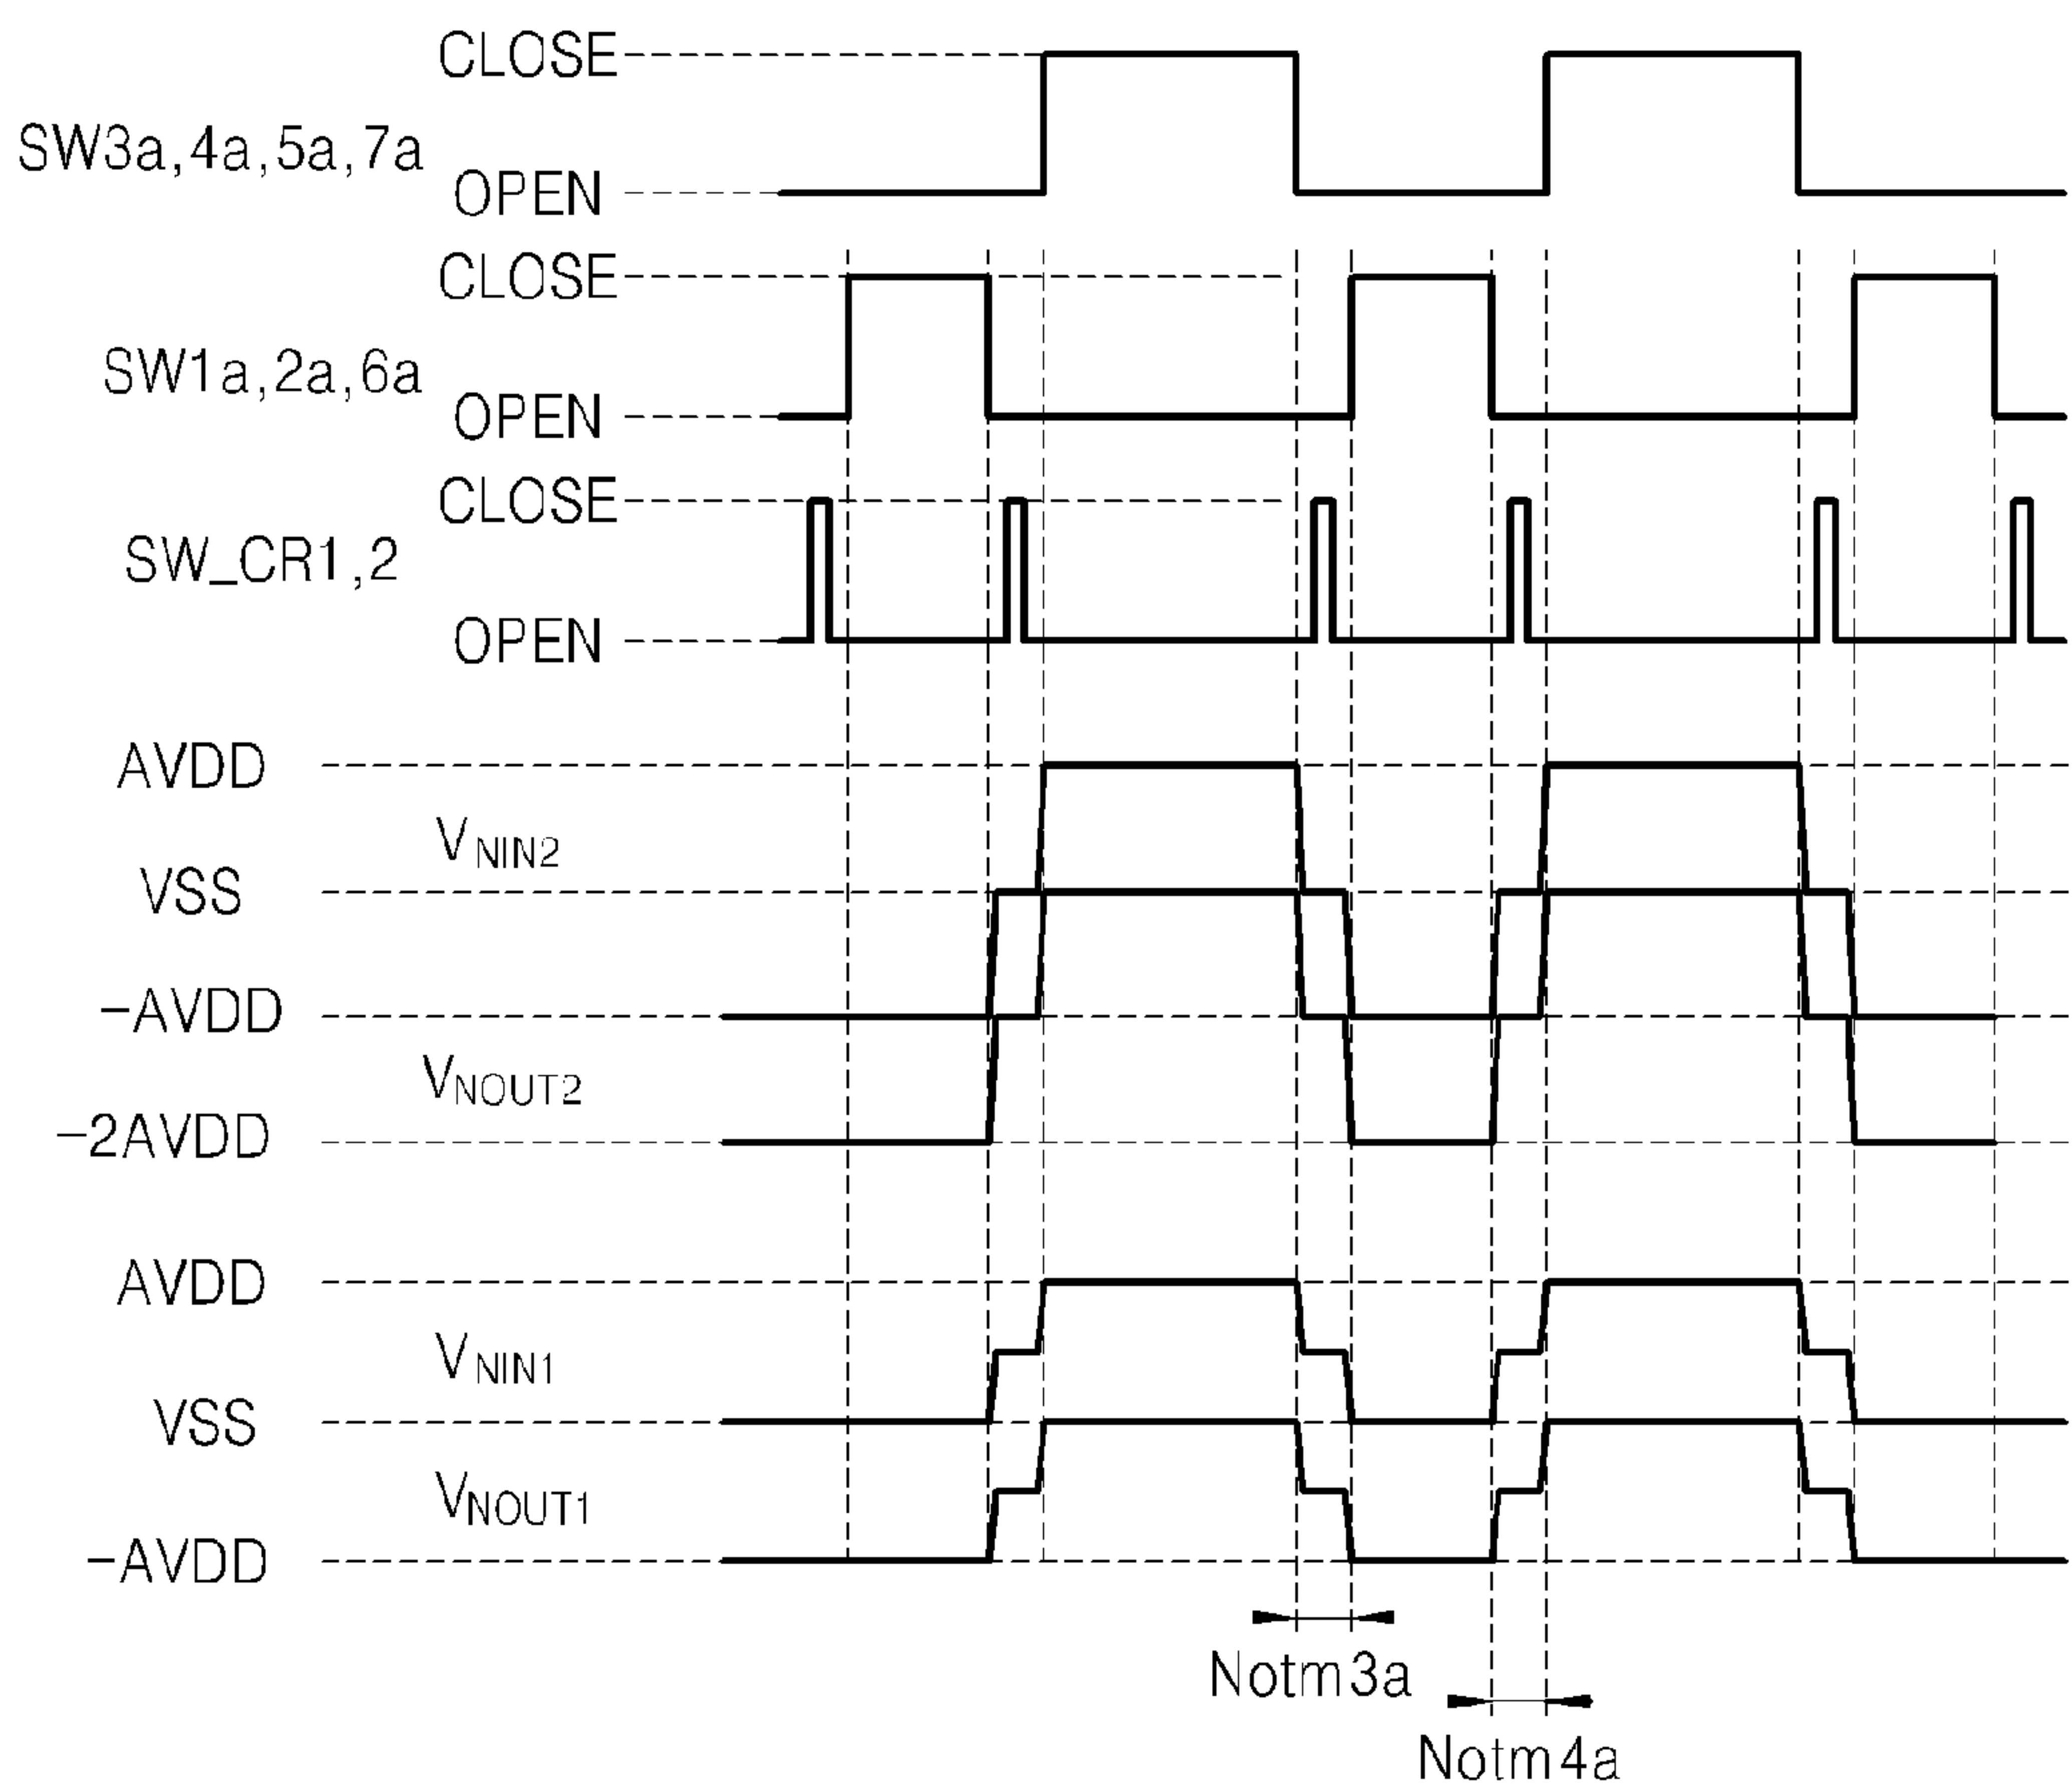 CLOSE
SW3a,4a,5a,7a
OPEN
CLOSE
SW1a,2a,6a
OPEN
CLOSE
SW_CR1,2
OPEN
AVDD
VNIN2
VSS
-AVDD
VNOUT2
-2AVDD
AVDD
VNIN1
VSS
VNOUT1
-AVDD
Notm3a
Notm4a